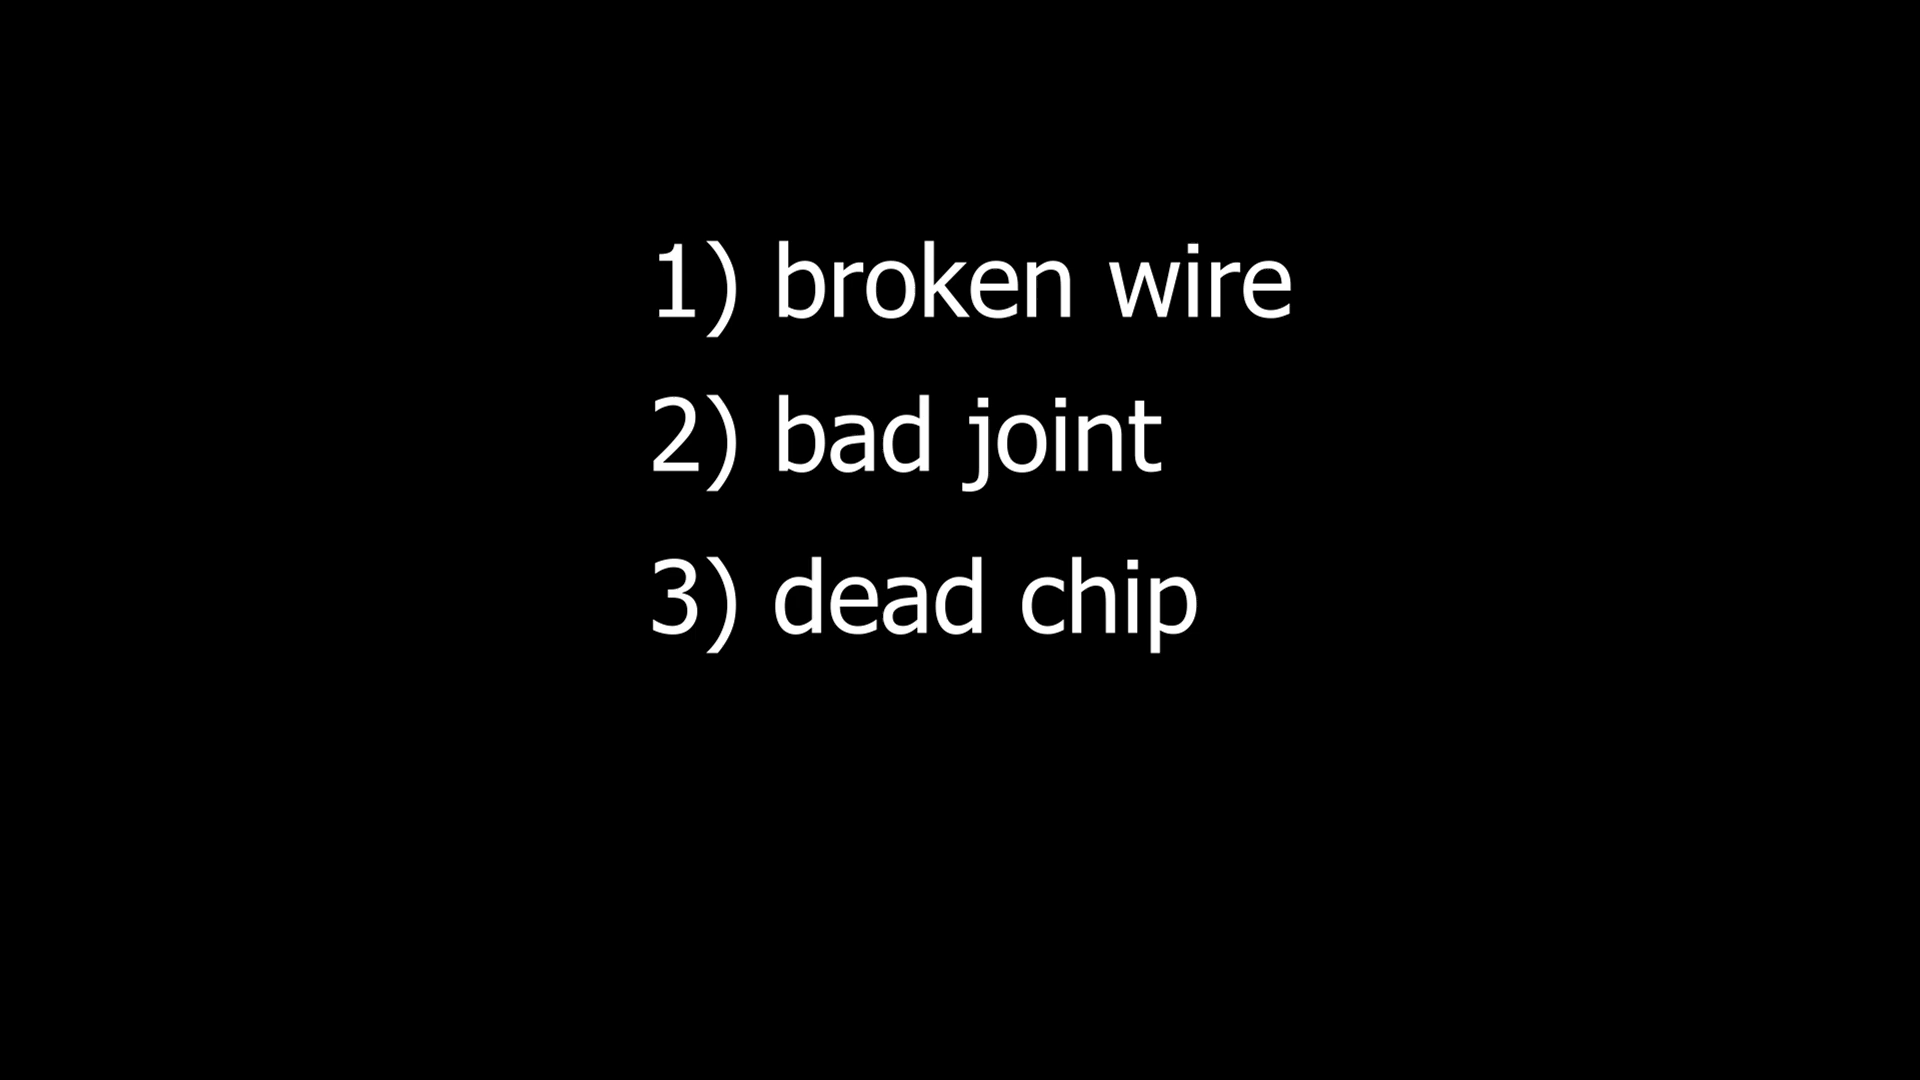 1) broken wire
2) bad joint
3) dead chip